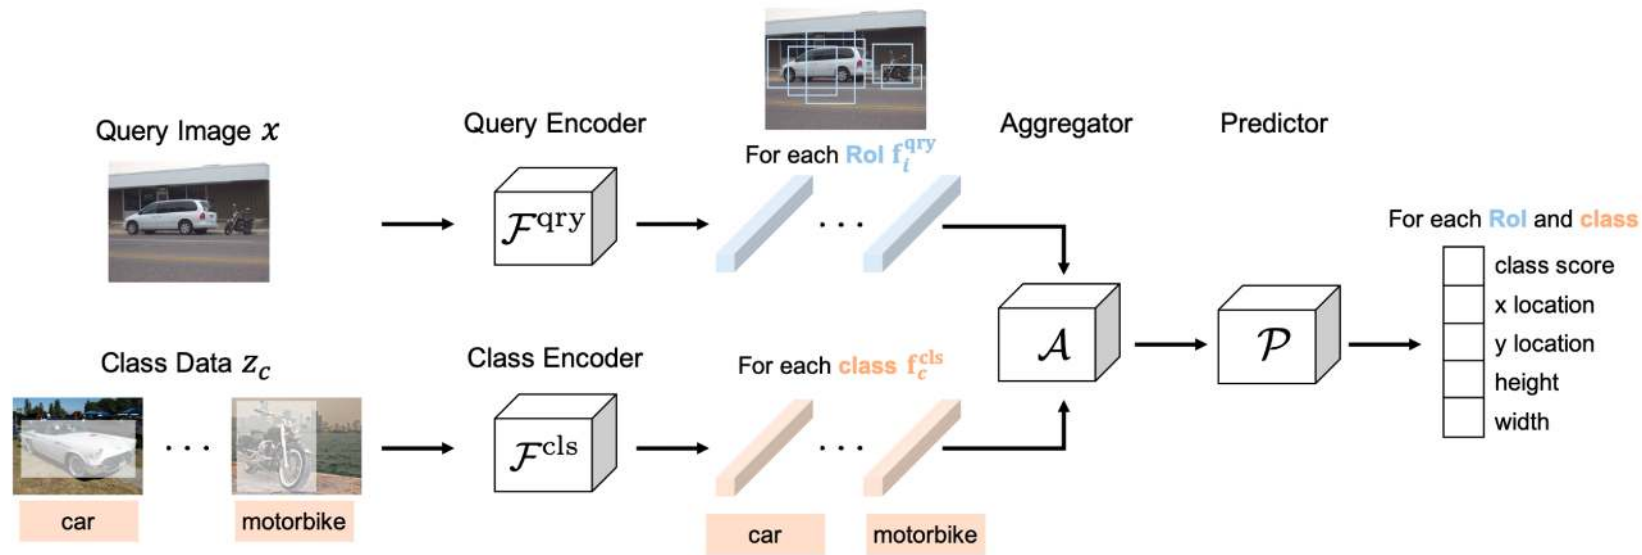 Query Image x
Query Encoder
For each RoI f_i^qry
Aggregator
Predictor
F^qry
For each RoI and class
class score
x location
y location
height
width
A
P
Class Data z_c
Class Encoder
For each class f_c^cls
F^cls
. . .
. . .
. . .
car
motorbike
car
motorbike